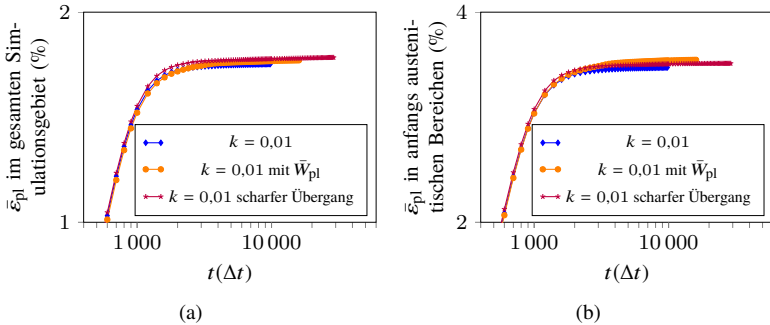 2
1
ε̄pl im gesamten Sim-
ulationsgebiet (%)
k = 0,01
k = 0,01 mit W̄pl
k = 0,01 scharfer Übergang
1 000
10 000
t(Δt)
(a)
4
2
ε̄pl in anfangs austeni-
tischen Bereichen (%)
k = 0,01
k = 0,01 mit W̄pl
k = 0,01 scharfer Übergang
1 000
10 000
t(Δt)
(b)